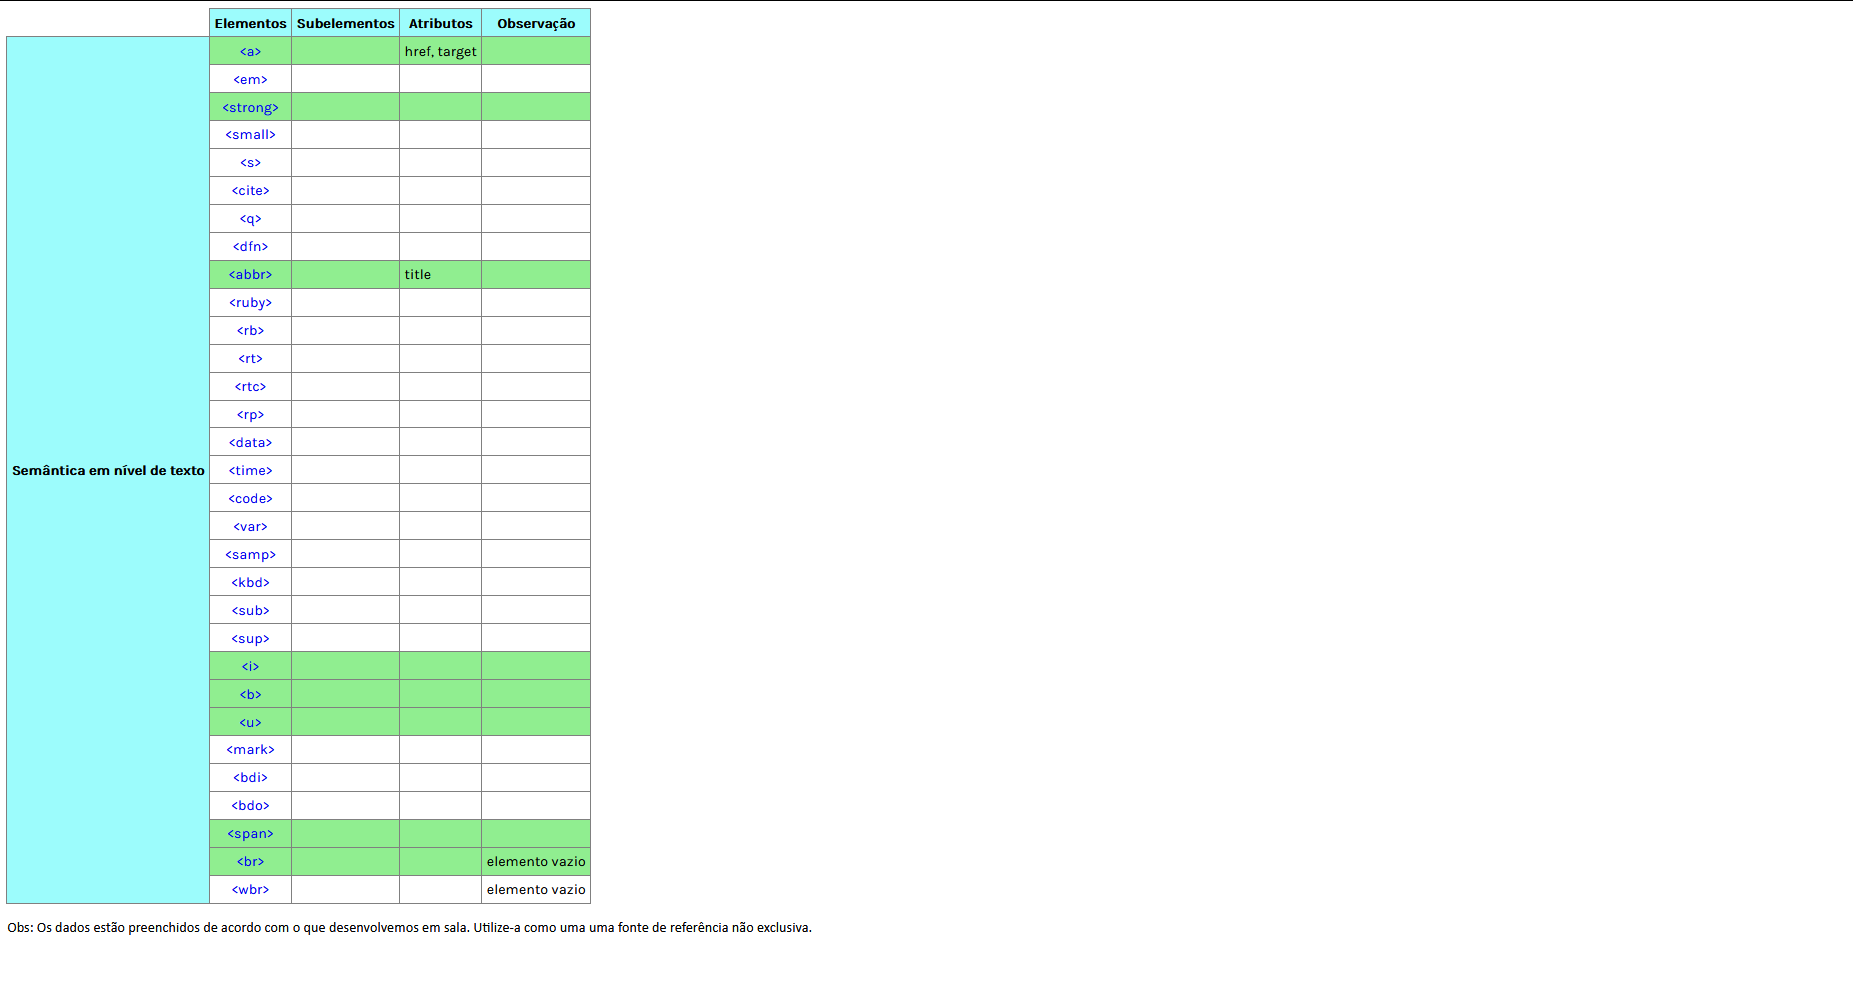 Elementos Subelementos Atributos Observação
<a> href, target
<em>
<strong>
<small>
<s>
<cite>
<q>
<dfn>
<abbr> title
<ruby>
<rb>
<rt>
<rtc>
<rp>
<data>
<time>
Semântica em nível de texto
<code>
<var>
<samp>
<kbd>
<sub>
<sup>
<i>
<b>
<u>
<mark>
<bdi>
<bdo>
<span>
<br> elemento vazio
<wbr> elemento vazio
Obs: Os dados estão preenchidos de acordo com o que desenvolvemos em sala. Utilize-a como uma uma fonte de referência não exclusiva.